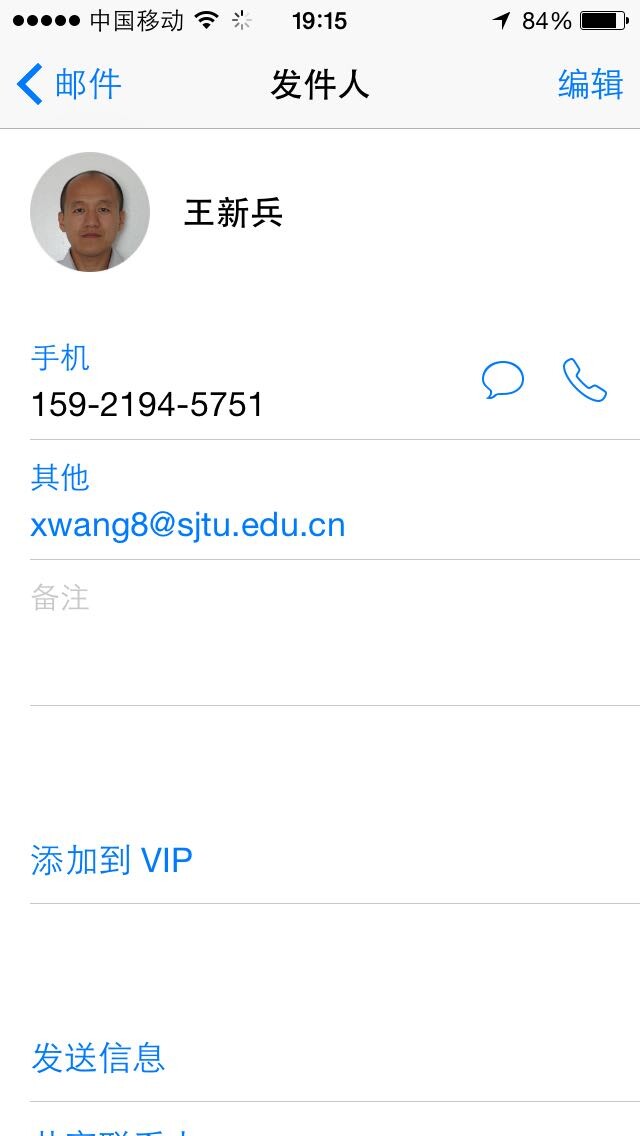 中国移动 19:15 84%
邮件 发件人 编辑
王新兵
手机
159-2194-5751
其他
xwang8@sjtu.edu.cn
备注
添加到 VIP
发送信息